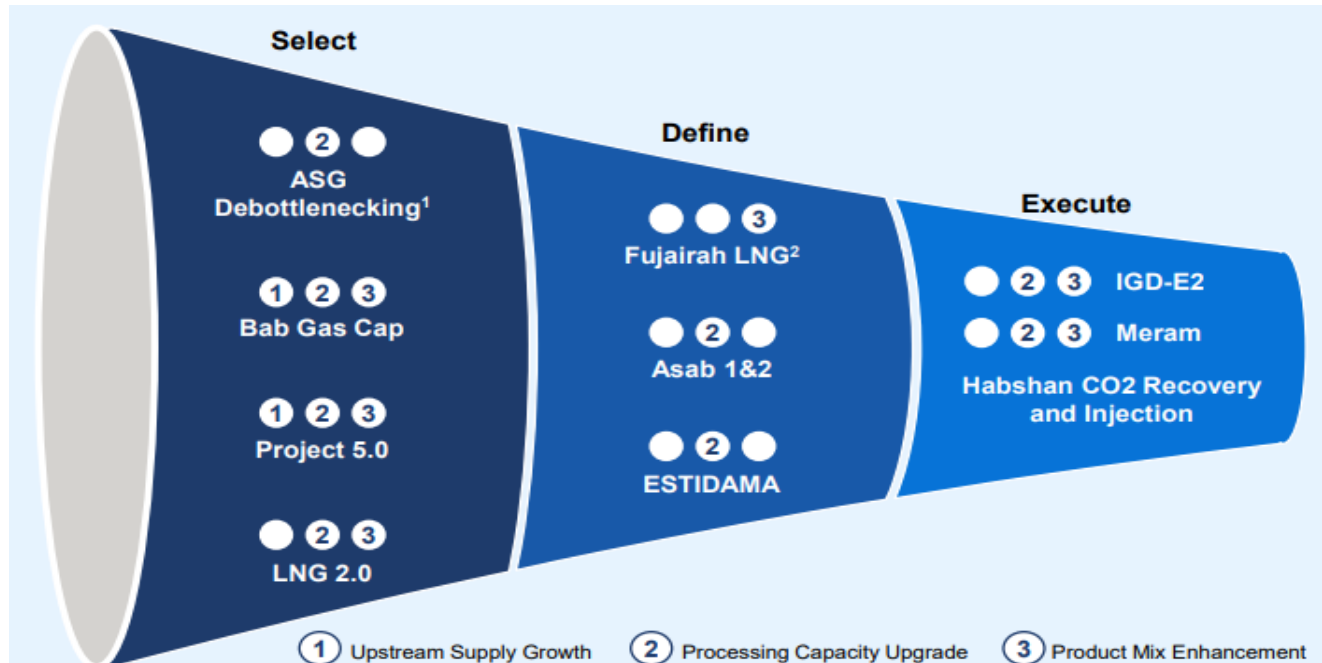 Select
2
ASG
Debottlenecking¹
1 2 3
Bab Gas Cap
1 2 3
Project 5.0
2 3
LNG 2.0
Define
3
Fujairah LNG²
2
Asab 1&2
2
ESTIDAMA
Execute
2 3 IGD-E2
2 3 Meram
Habshan CO2 Recovery
and Injection
1 Upstream Supply Growth 2 Processing Capacity Upgrade 3 Product Mix Enhancement